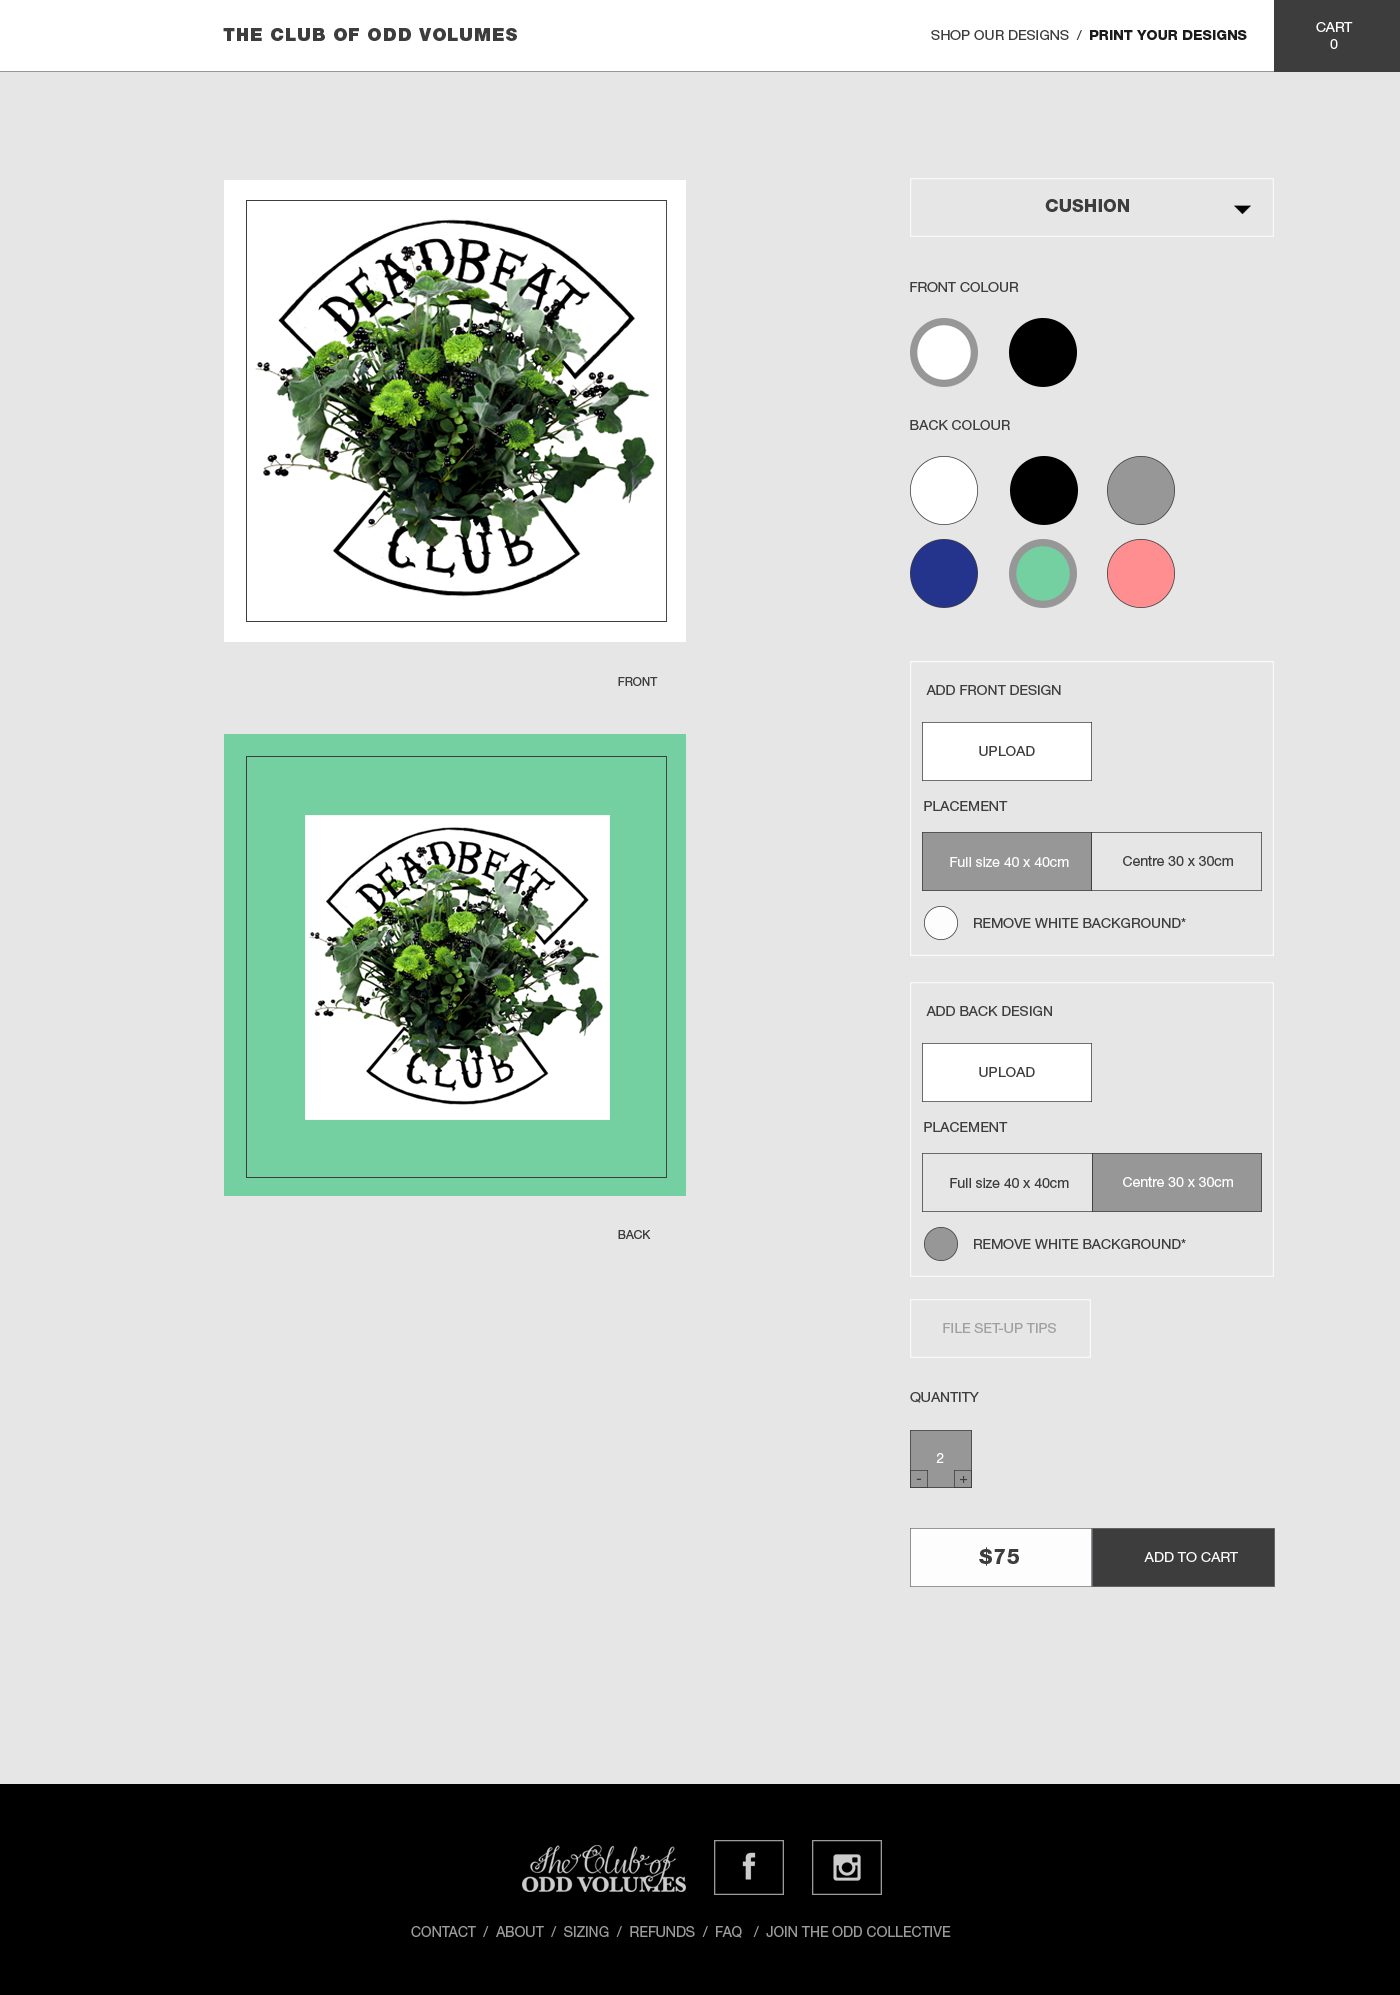 THE CLUB OF ODD VOLUMES
SHOP OUR DESIGNS / PRINT YOUR DESIGNS
CART
0
DEADBEAT
CLUB
FRONT
DEADBEAT
CLUB
BACK
CUSHION
FRONT COLOUR
BACK COLOUR
ADD FRONT DESIGN
UPLOAD
PLACEMENT
Full size 40 x 40cm
Centre 30 x 30cm
REMOVE WHITE BACKGROUND*
ADD BACK DESIGN
UPLOAD
PLACEMENT
Full size 40 x 40cm
Centre 30 x 30cm
REMOVE WHITE BACKGROUND*
FILE SET-UP TIPS
QUANTITY
2
- +
$75
ADD TO CART
The Club of
ODD VOLUMES
f
CONTACT / ABOUT / SIZING / REFUNDS / FAQ / JOIN THE ODD COLLECTIVE